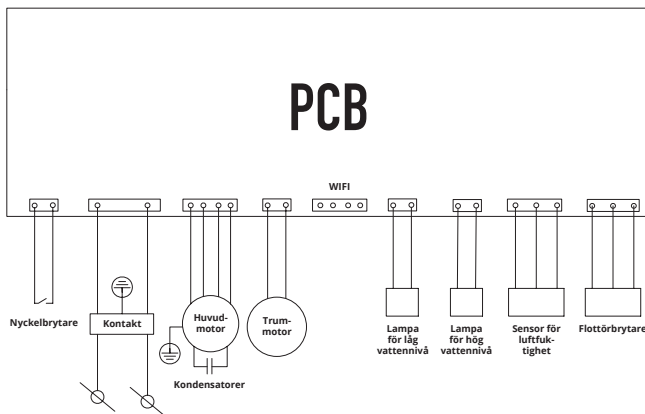 PCB
WIFI
Nyckelbrytare
Kontakt
Huvud-
motor
Kondensatorer
Trum-
motor
Lampa
för låg
vattennivå
Lampa
för hög
vattennivå
Sensor för
luftfuk-
tighet
Flottörbrytare